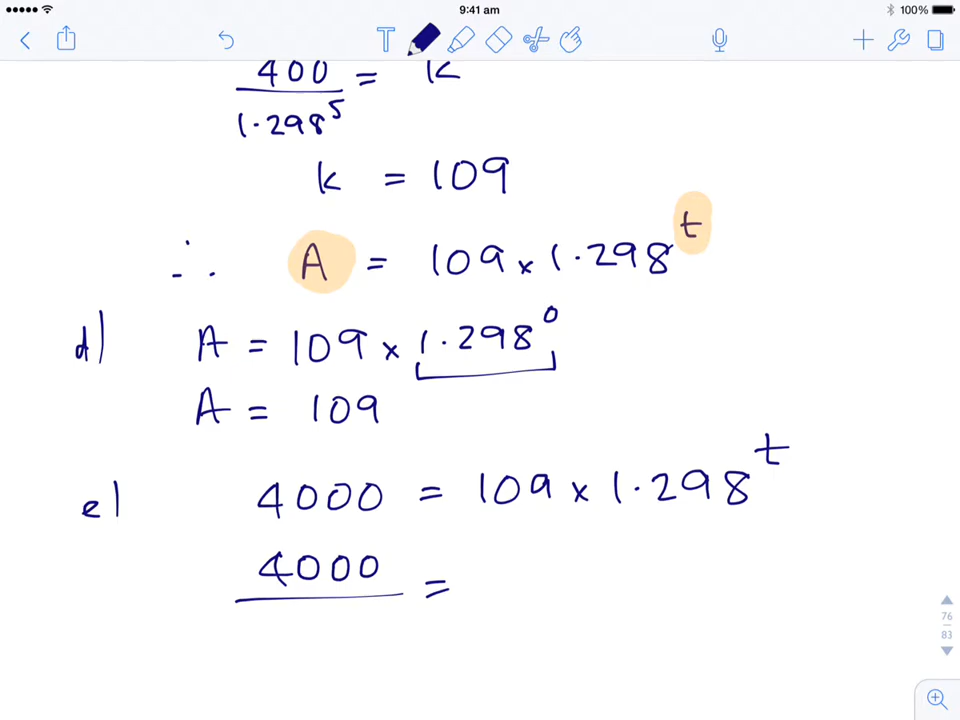 9:41 am
100%
T
400 = k
1.298^5
k = 109
∴ A = 109 × 1.298^t
d) A = 109 × 1.298^0
A = 109
e) 4000 = 109 × 1.298^t
4000 =
76
83